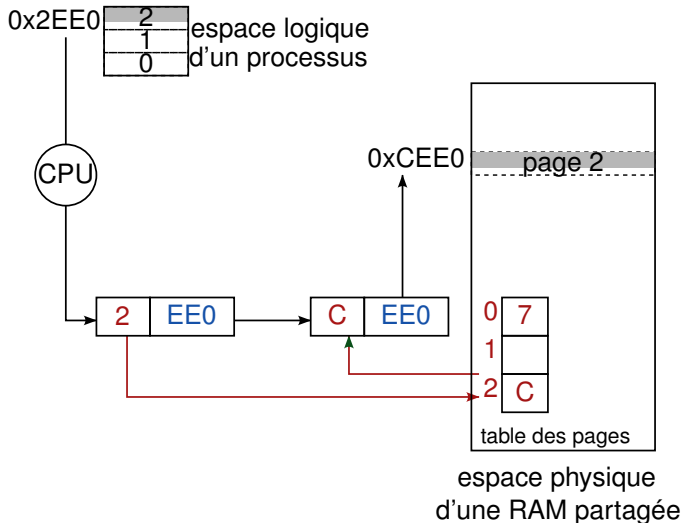 0x2EE0
2
1
0
espace logique
d'un processus
CPU
0xCEE0
page 2
2 EE0
C EE0
0 7
1
2 C
table des pages
espace physique
d'une RAM partagée